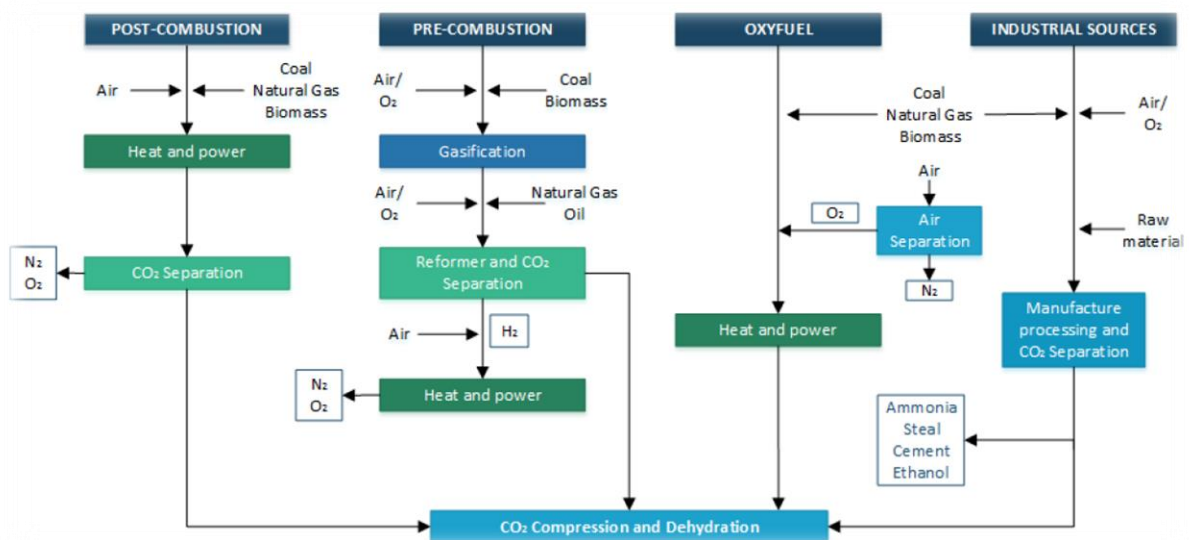 POST-COMBUSTION
Air
Coal
Natural Gas
Biomass
Heat and power
CO₂ Separation
N₂
O₂
PRE-COMBUSTION
Air/
O₂
Coal
Biomass
Gasification
Air/
O₂
Natural Gas
Oil
Reformer and CO₂
Separation
Air
H₂
Heat and power
N₂
O₂
OXYFUEL
Coal
Natural Gas
Biomass
Air
O₂
Air
Separation
N₂
Heat and power
INDUSTRIAL SOURCES
Air/
O₂
Raw
material
Manufacture
processing and
CO₂ Separation
Ammonia
Steal
Cement
Ethanol
CO₂ Compression and Dehydration